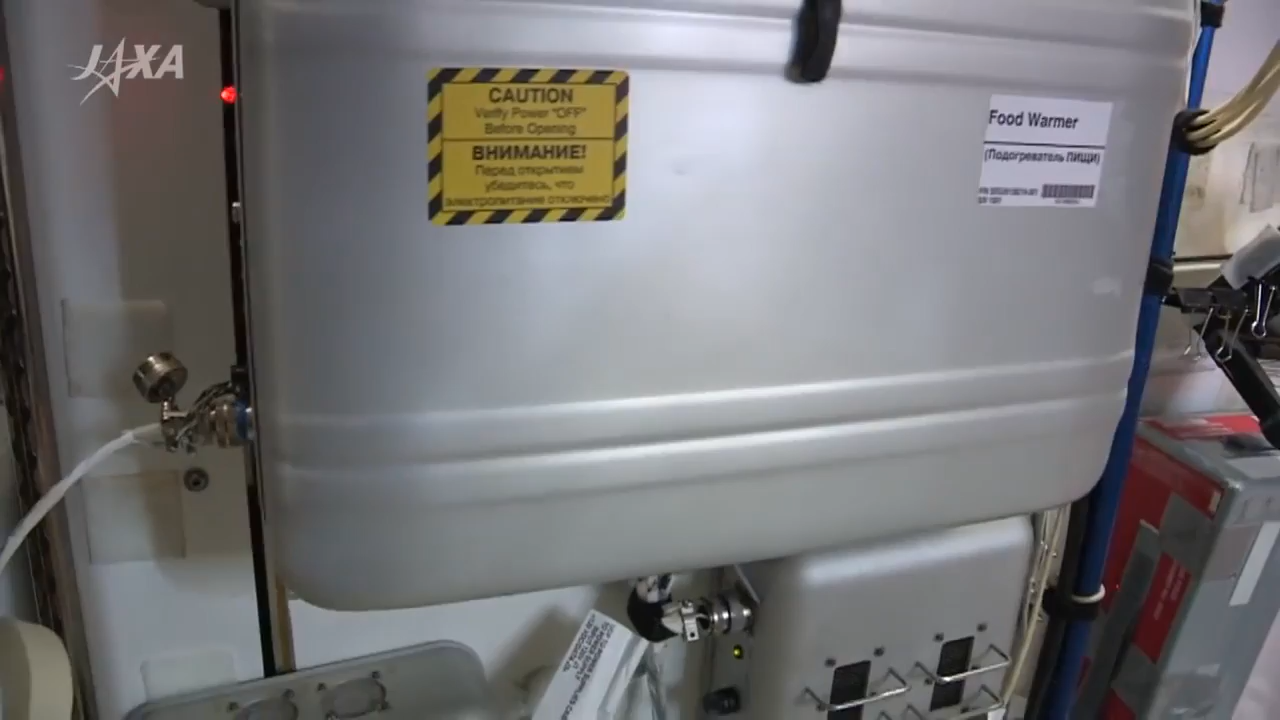 JAXA
CAUTION
Verify Power "OFF"
Before Opening
ВНИМАНИЕ!
Перед открытием
убедитесь, что
электропитание отключено
Food Warmer
(Подогреватель ПИЩИ)